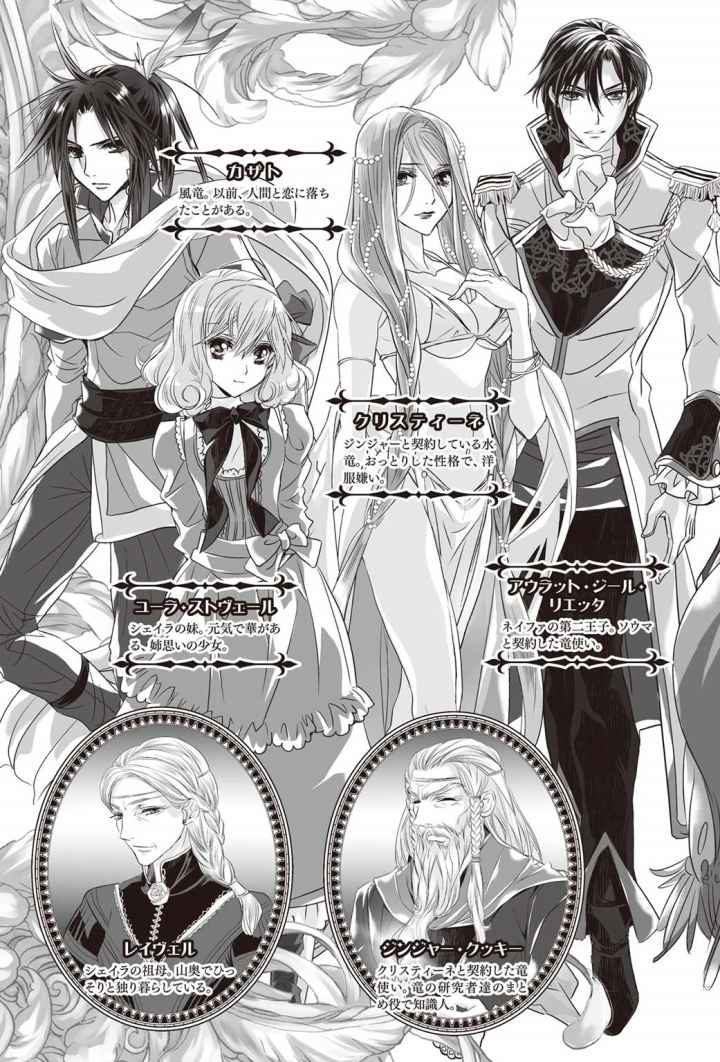 カザト
風竜。以前、人間と恋に落ち
たことがある。
クリスティーネ
ジンジャーと契約している水
竜。おっとりした性格で、洋
服嫌い。
アウラット・ジール・
リエッタ
ネイファの第二王子。ソウマ
と契約した竜使い。
ユーラ・ストヴェール
シェイラの妹。元気で華があ
る、姉思いの少女。
レイヴェル
シェイラの祖母。山奥でひっ
そりと独り暮らしている。
ジンジャー・クッキー
クリスティーネと契約した竜
使い。竜の研究者達のまと
め役で知識人。